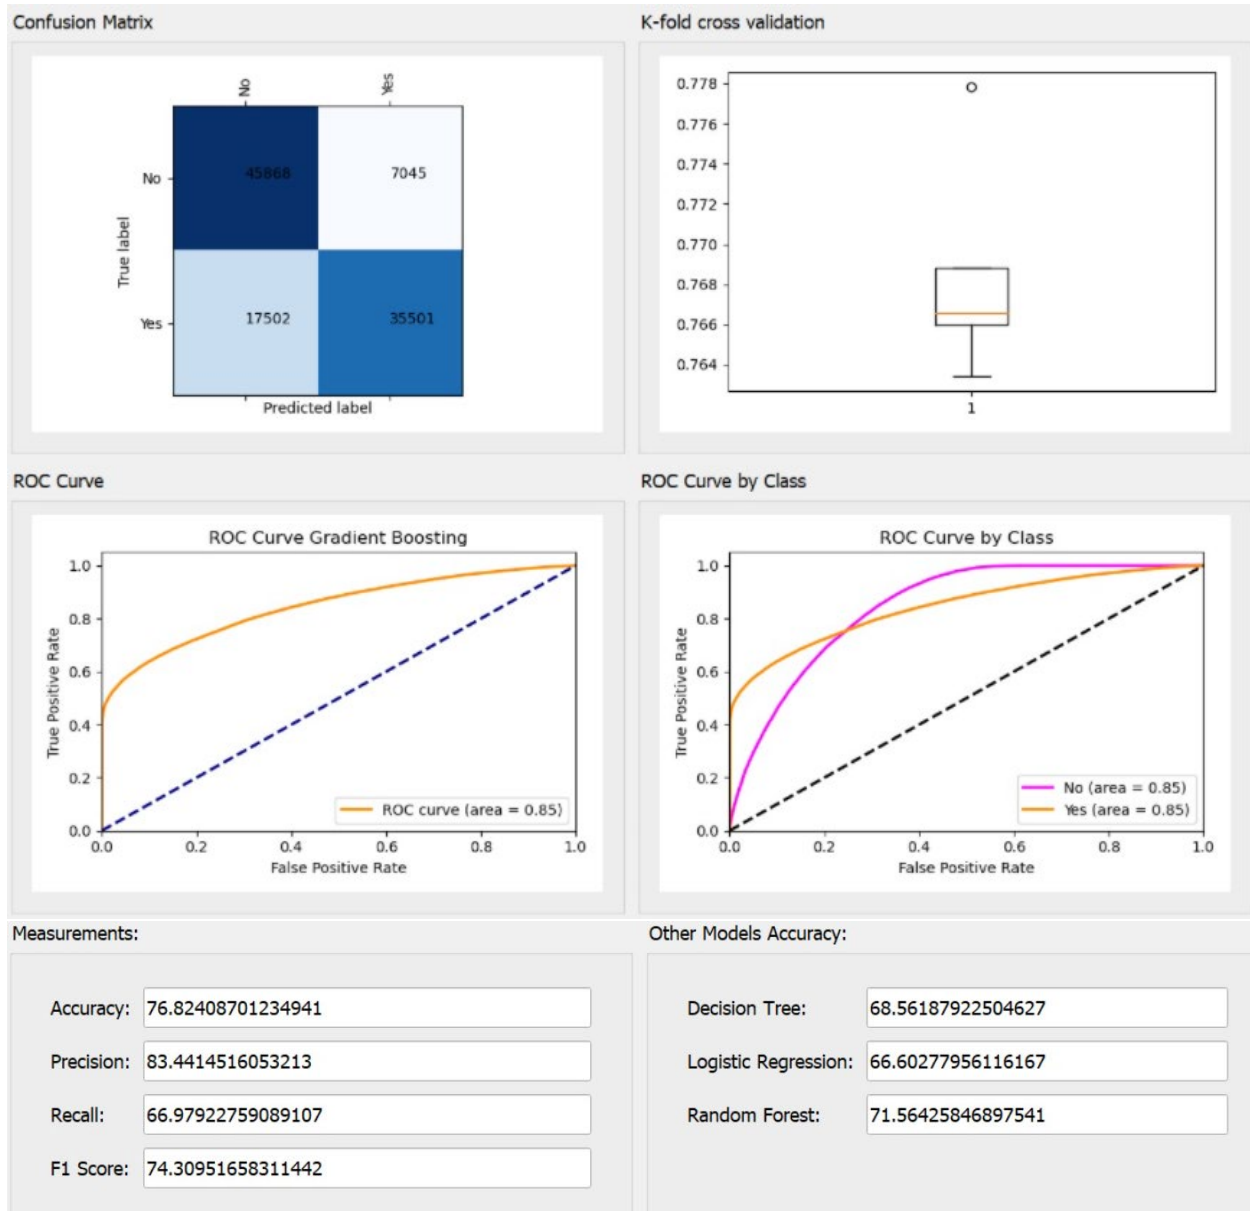 Confusion Matrix
No
Yes
No
45868
7045
Yes
17502
35501
True label
Predicted label
K-fold cross validation
0.778
0.776
0.774
0.772
0.770
0.768
0.766
0.764
1
ROC Curve
ROC Curve Gradient Boosting
1.0
0.8
0.6
0.4
0.2
0.0
True Positive Rate
ROC curve (area = 0.85)
0.0 0.2 0.4 0.6 0.8 1.0
False Positive Rate
ROC Curve by Class
ROC Curve by Class
1.0
0.8
0.6
0.4
0.2
0.0
True Positive Rate
No (area = 0.85)
Yes (area = 0.85)
0.0 0.2 0.4 0.6 0.8 1.0
False Positive Rate
Measurements:
Accuracy: 76.82408701234941
Precision: 83.4414516053213
Recall: 66.97922759089107
F1 Score: 74.30951658311442
Other Models Accuracy:
Decision Tree: 68.56187922504627
Logistic Regression: 66.60277956116167
Random Forest: 71.56425846897541